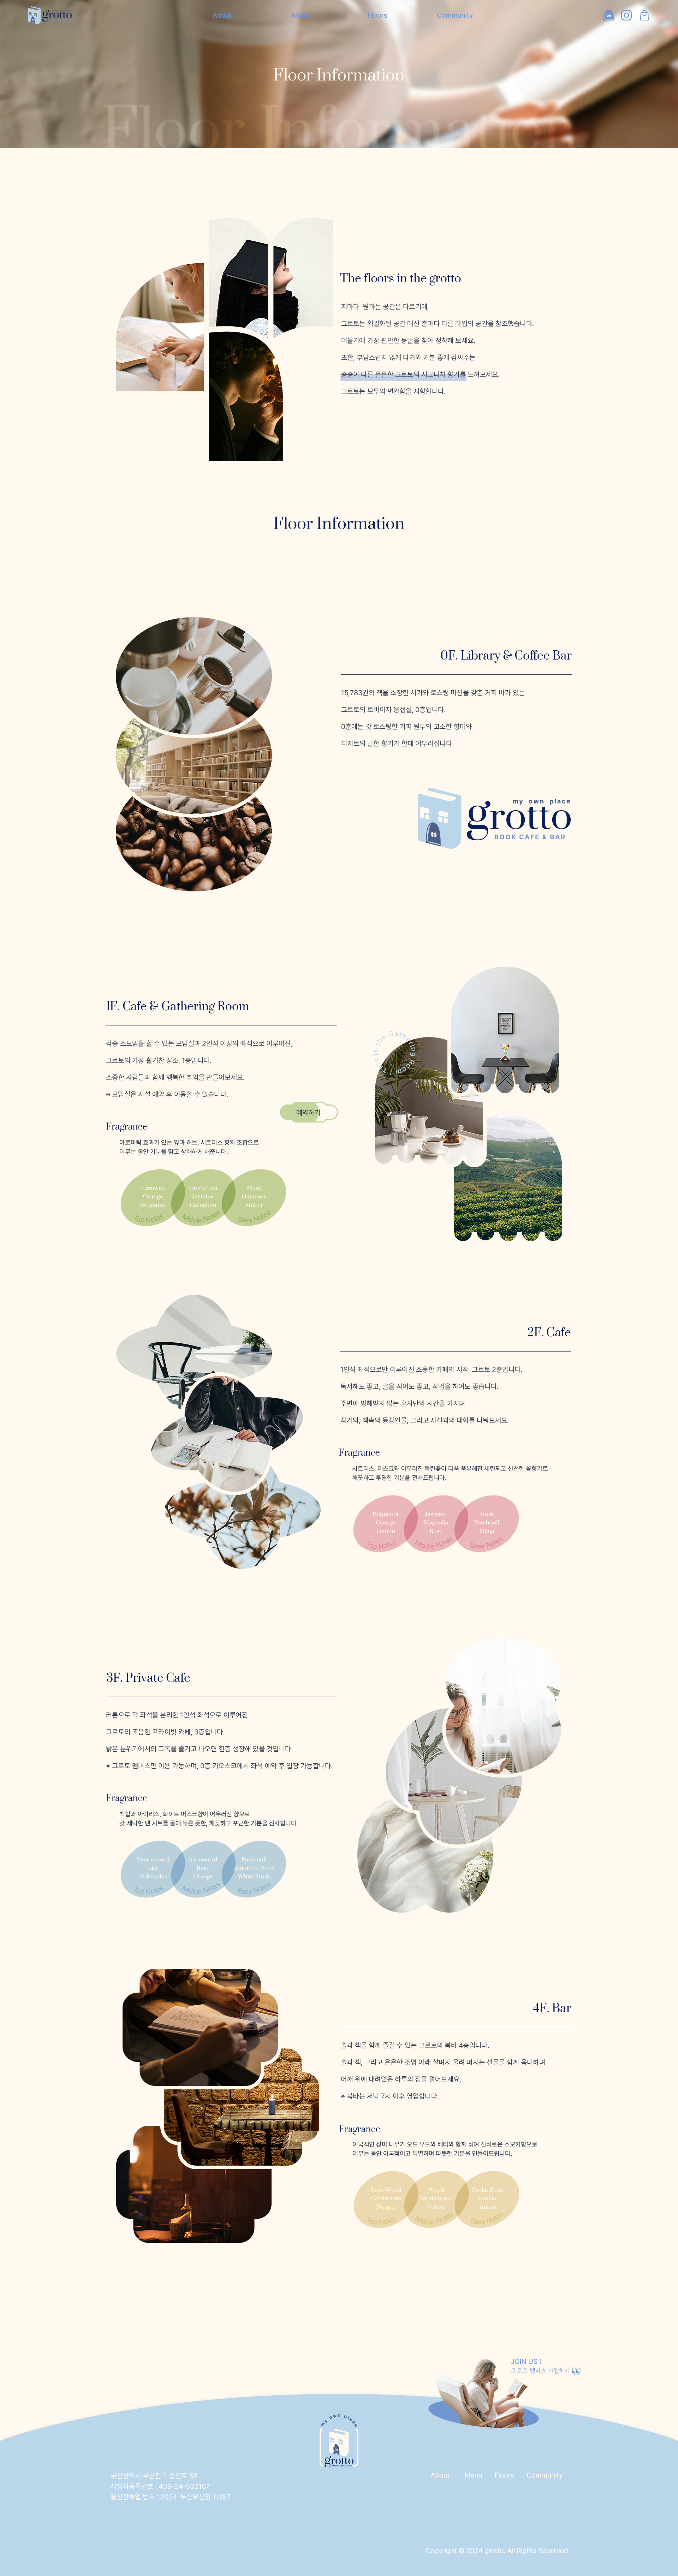 grotto
About
Menu
Floors
Community
Floor Information
Floor Information
The floors in the grotto
저마다 원하는 공간은 다르기에,
그로토는 획일화된 공간 대신 층마다 다른 타입의 공간을 창조했습니다.
머물기에 가장 편안한 동굴을 찾아 정착해 보세요.
또한, 부담스럽지 않게 다가와 기분 좋게 감싸주는
층층이 다른 은은한 그로토의 시그니처 향기를 느껴보세요.
그로토는 모두의 편안함을 지향합니다.
Floor Information
0F. Library & Coffee Bar
15,783권의 책을 소장한 서가와 로스팅 머신을 갖춘 커피 바가 있는
그로토의 로비이자 응접실, 0층입니다.
0층에는 갓 로스팅한 커피 원두의 고소한 향미와
디저트의 달한 향기가 한데 어우러집니다
my own place
grotto
BOOK CAFE & BAR
1F. Cafe & Gathering Room
각종 소모임을 할 수 있는 모임실과 2인석 이상의 좌석으로 이루어진,
그로토의 가장 활기찬 장소, 1층입니다.
소중한 사람들과 함께 행복한 추억을 만들어보세요.
※ 모임실은 시설 예약 후 이용할 수 있습니다.
예약하기
Fragrance
아로마틱 효과가 있는 잎과 허브, 시트러스 향의 조합으로
머무는 동안 기분을 맑고 상쾌하게 해줍니다.
Caraway
Orange
Bergamot
Top Notes
Green Tea
Jasmine
Carnation
Middle Notes
Musk
Oakmoss
Amber
Base Notes
2F. Cafe
1인석 좌석으로만 이루어진 조용한 카페의 시작, 그로토 2층입니다.
독서해도 좋고, 글을 적어도 좋고, 작업을 하여도 좋습니다.
주변에 방해받지 않는 혼자만의 시간을 가지며
작가와, 책속의 등장인물, 그리고 자신과의 대화를 나눠보세요.
Fragrance
시트러스, 머스크와 어우러진 목련꽃이 더욱 풍부해진 세련되고 신선한 꽃향기로
깨끗하고 투명한 기분을 전해드립니다.
Bergamot
Orange
Lemon
Top Notes
Jasmine
Magnolia
Rose
Middle Notes
Musk
Patchouli
Ylang
Base Notes
3F. Private Cafe
커튼으로 각 좌석을 분리한 1인석 좌석으로 이루어진
그로토의 조용한 프라이빗 카페, 3층입니다.
밝은 분위기에서의 고독을 즐기고 나오면 한층 성장해 있을 것입니다.
※ 그로토 멤버스만 이용 가능하며, 0층 키오스크에서 좌석 예약 후 입장 가능합니다.
Fragrance
백합과 아이리스, 화이트 머스크향이 어우러진 향으로
갓 세탁한 낸 시트를 몸에 두른 듯한, 깨끗하고 포근한 기분을 선사합니다.
Pear accord
Lily
Aldehydes
Top Notes
Iris accord
Rose
Orange
Middle Notes
Patchouli
Ambrette Seed
White Musk
Base Notes
4F. Bar
술과 책을 함께 즐길 수 있는 그로토의 북바 4층입니다.
술과 책, 그리고 은은한 조명 아래 살며시 울려 퍼지는 선율을 함께 음미하며
어깨 위에 내려앉은 하루의 짐을 덜어보세요.
※ 북바는 저녁 7시 이후 영업합니다.
Fragrance
이국적인 장미 나무가 오드 우드와 베티와 함께 섞여 신비로운 스모키향으로
머무는 동안 이국적이고 특별하며 따뜻한 기분을 만들어드립니다.
Rose Wood
Cardamom
Pepper
Top Notes
Sandalwood
Vetiver
Middle Notes
Tonka Bean
Vanilla
Amber
Base Notes
JOIN US !
그로토 멤버스 가입하기
my own place
grotto
부산광역시 부산진구 동천로 58
사업자등록번호 : 459-24-532157
통신판매업 번호 : 2024-부산부산진-0357
About
Menu
Floors
Community
Copyright © 2024 grotto. All Rights Reserved.